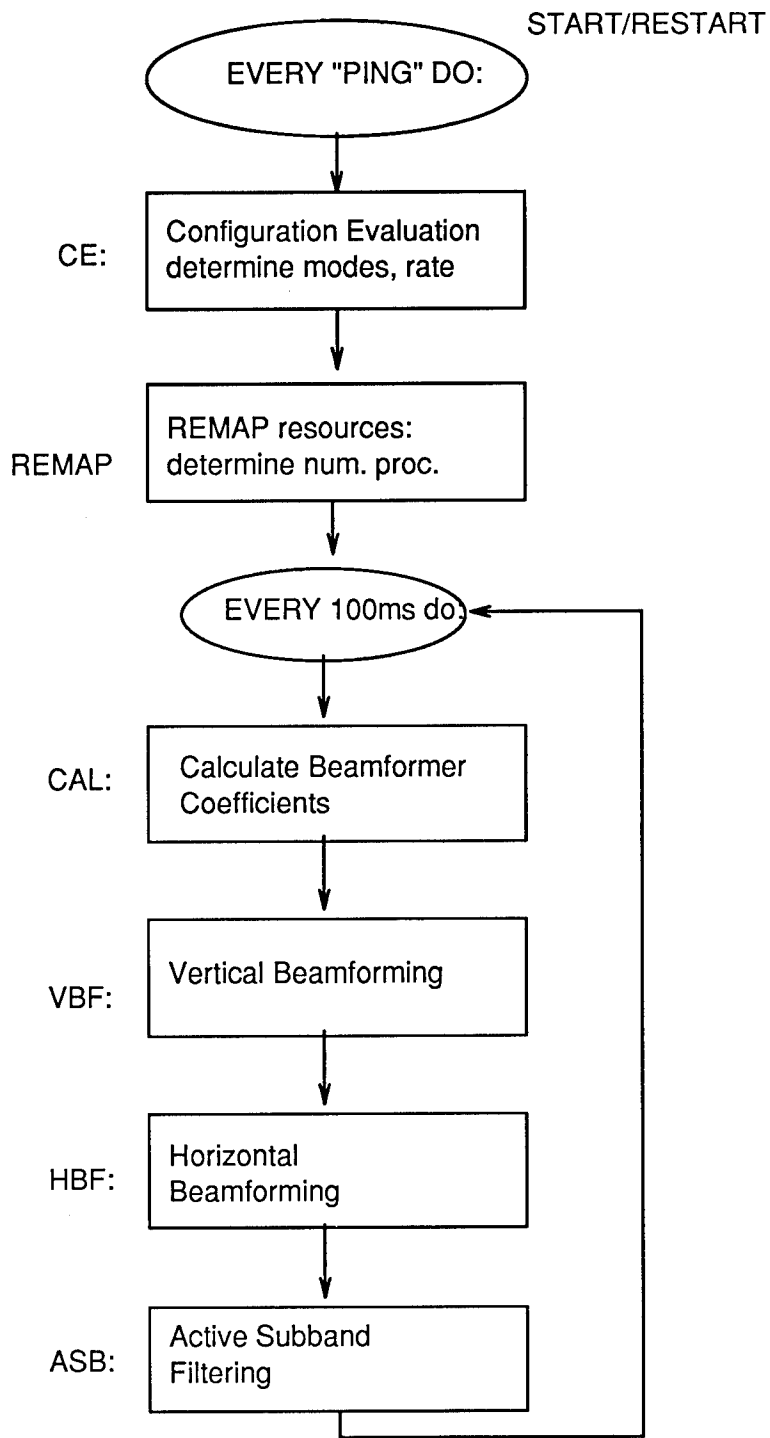 START/RESTART
EVERY "PING" DO:
CE:
Configuration Evaluation
determine modes, rate
REMAP
REMAP resources:
determine num. proc.
EVERY 100ms do:
CAL:
Calculate Beamformer
Coefficients
VBF:
Vertical Beamforming
HBF:
Horizontal
Beamforming
ASB:
Active Subband
Filtering